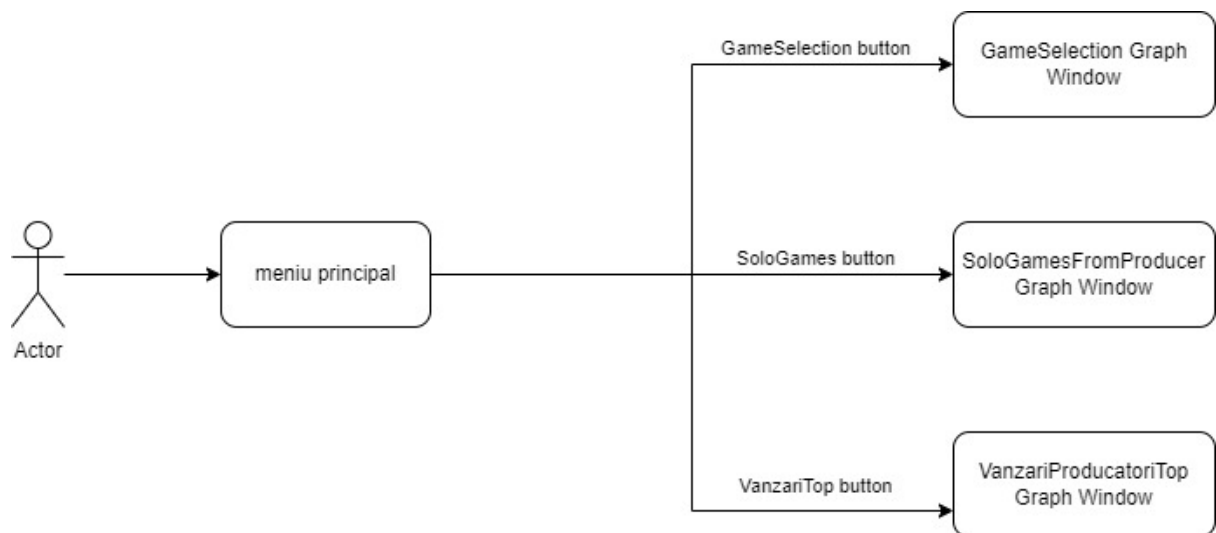 GameSelection button
GameSelection Graph
Window
Actor
meniu principal
SoloGames button
SoloGamesFromProducer
Graph Window
VanzariTop button
VanzariProducatoriTop
Graph Window